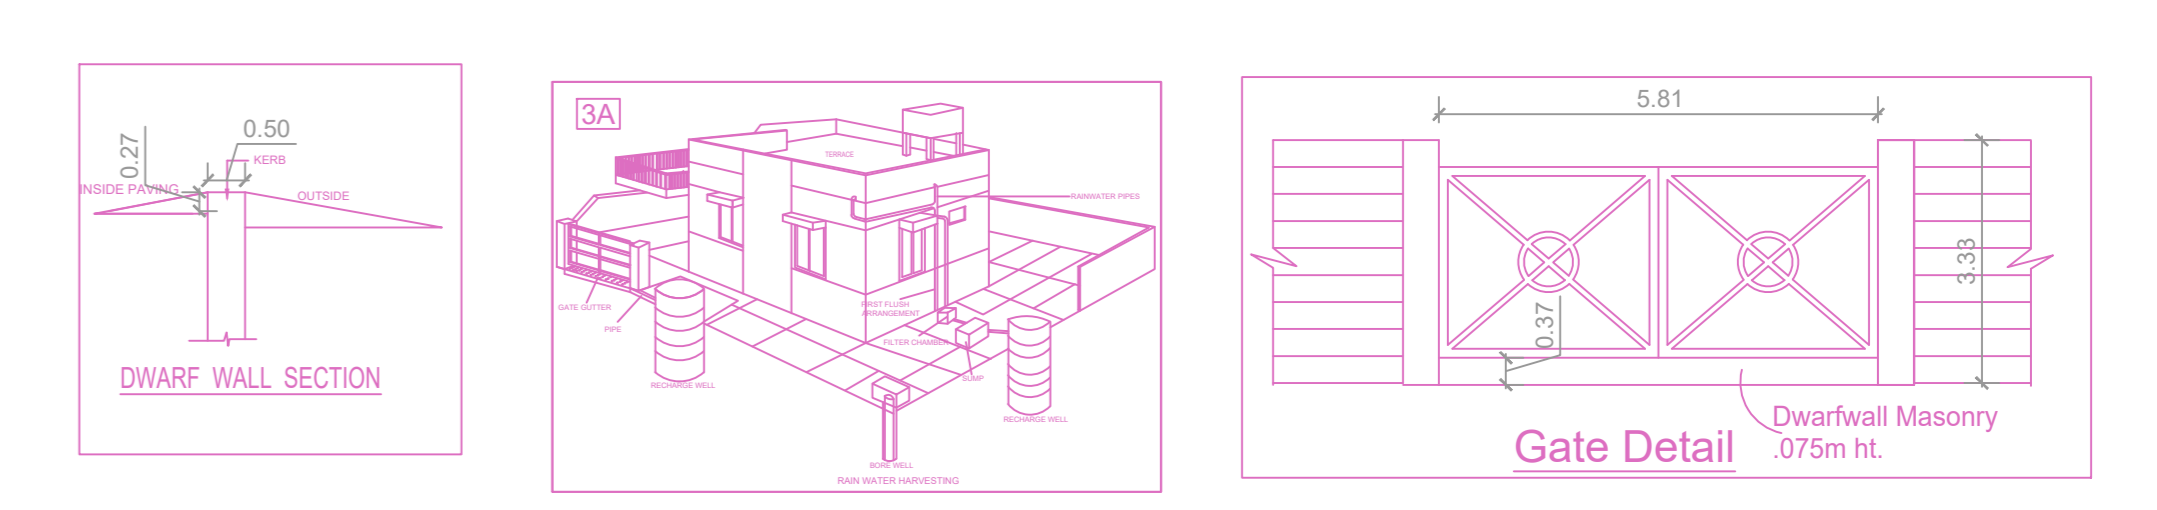 0.27
0.50
KERB
INSIDE PAVING
OUTSIDE
DWARF WALL SECTION
3A
TERRACE
RAINWATER PIPES
GATE GUTTER
PIPE
FIRST FLUSH
ARRANGEMENT
FILTER CHAMBER
SUMP
RECHARGE WELL
RECHARGE WELL
BORE WELL
RAIN WATER HARVESTING
5.81
3.33
0.37
Dwarfwall Masonry
.075m ht.
Gate Detail